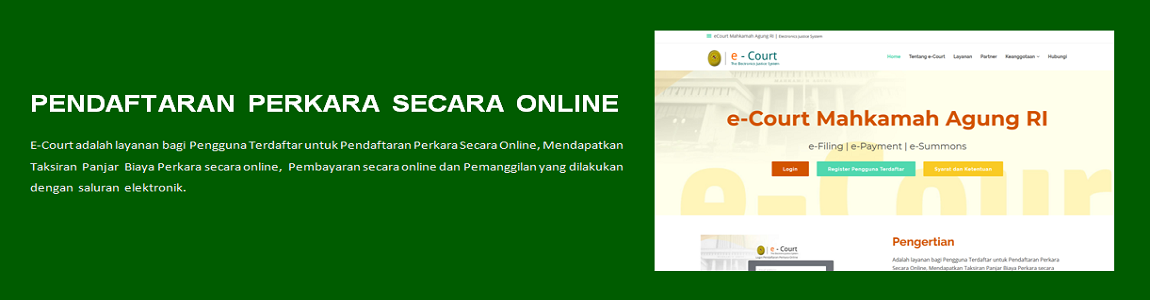 PENDAFTARAN PERKARA SECARA ONLINE
E-Court adalah layanan bagi Pengguna Terdaftar untuk Pendaftaran Perkara Secara Online, Mendapatkan
Taksiran Panjar Biaya Perkara secara online, Pembayaran secara online dan Pemanggilan yang dilakukan
dengan saluran elektronik.
eCourt Mahkamah Agung RI | Electronics Justice System
e - Court
The Electronics Justice System
Home Tentang e-Court Layanan Partner Keanggotaan Hubungi
e-Court Mahkamah Agung RI
e-Filing | e-Payment | e-Summons
Login Register Pengguna Terdaftar Syarat dan Ketentuan
e-Cour
e - Court
Pengertian
Adalah layanan bagi Pengguna Terdaftar untuk Pendaftaran Perkara
Secara Online, Mendapatkan Taksiran Panjar Biaya Perkara secara